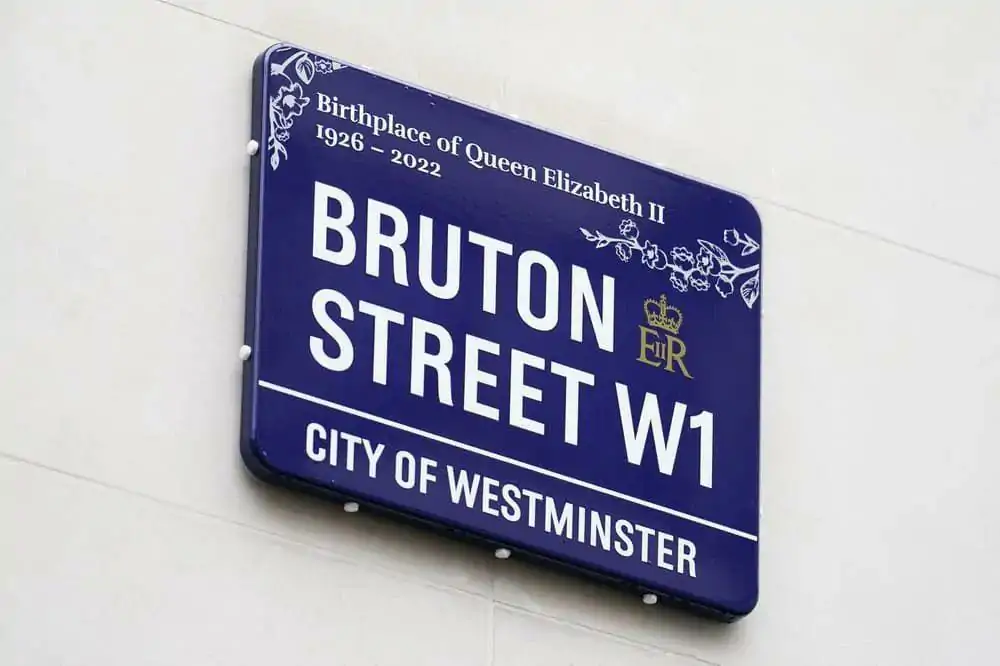 Birthplace of Queen Elizabeth II
1926 – 2022
BRUTON
STREET W1
EIIR
CITY OF WESTMINSTER